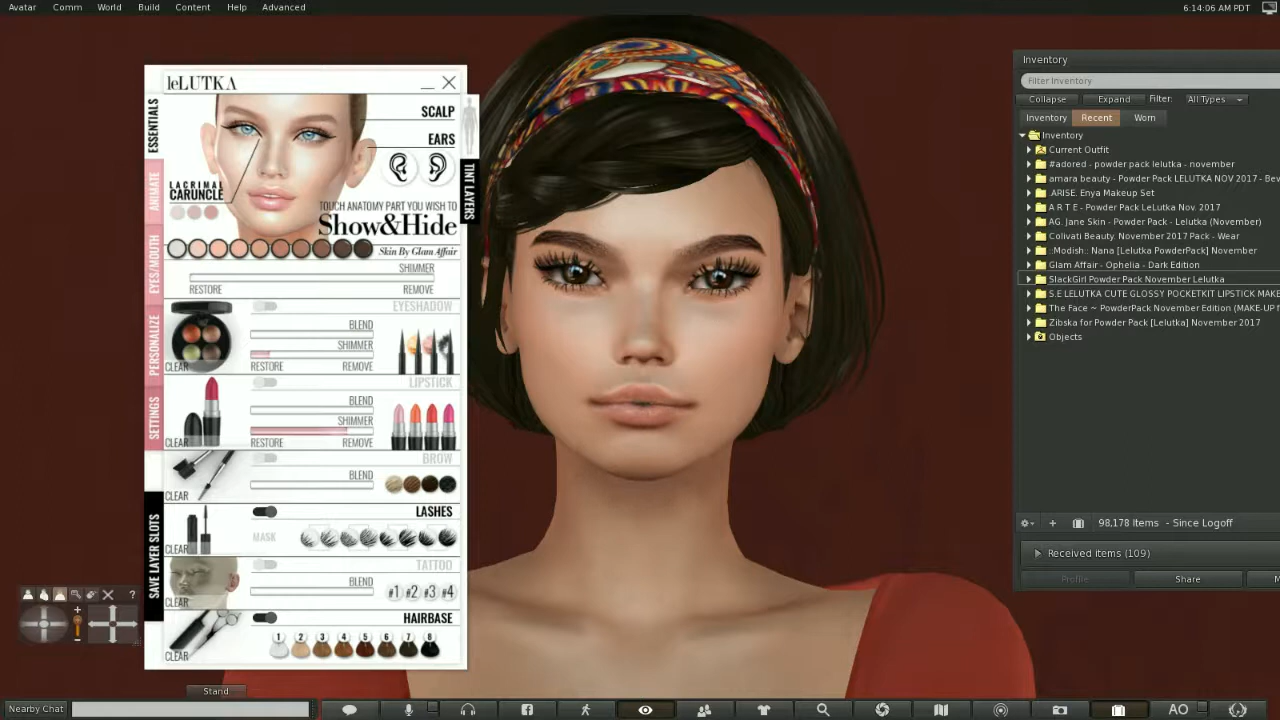 Avatar Comm World Build Content Help Advanced
6:14:06 AM PDT
leLUTKA
ESSENTIALS
ANIMATE
EYES/MOUTH
PERSONALIZE
SETTINGS
SAVE LAYER SLOTS
TINT LAYERS
SCALP
EARS
LACRIMAL
CARUNCLE
TOUCH ANATOMY PART YOU WISH TO
Show&Hide
Skin By Glam Affair
SHIMMER
RESTORE REMOVE
EYESHADOW
BLEND
SHIMMER
CLEAR RESTORE REMOVE
LIPSTICK
BLEND
SHIMMER
CLEAR RESTORE REMOVE
BROW
BLEND
CLEAR
LASHES
MASK
CLEAR
TATTOO
BLEND
#1 #2 #3 #4
CLEAR
HAIRBASE
1 2 3 4 5 6 7 8
CLEAR
?
Stand
Nearby Chat
AO
Inventory
Filter Inventory
Collapse Expand Filter: All Types
Inventory Recent Worn
Inventory
Current Outfit
#adored - powder pack lelutka - november
amara beauty - Powder Pack LELUTKA NOV 2017 - Bev
.ARISE. Enya Makeup Set
A R T E - PowderPack LeLutka Nov. 2017
AG. Jane Skin - Powder Pack - Lelutka (November)
Colivati Beauty. November 2017 Pack - Wear
::Modish:: Nana [Lelutka PowderPack] November
Glam Affair - Ophelia - Dark Edition
SlackGirl Powder Pack November Lelutka
S.E LELUTKA CUTE GLOSSY POCKETKIT LIPSTICK MAKE
The Face ~ PowderPack November Edition (MAKE-UP
Zibska for Powder Pack [Lelutka] November 2017
Objects
98,178 Items - Since Logoff
Received items (109)
Profile Share